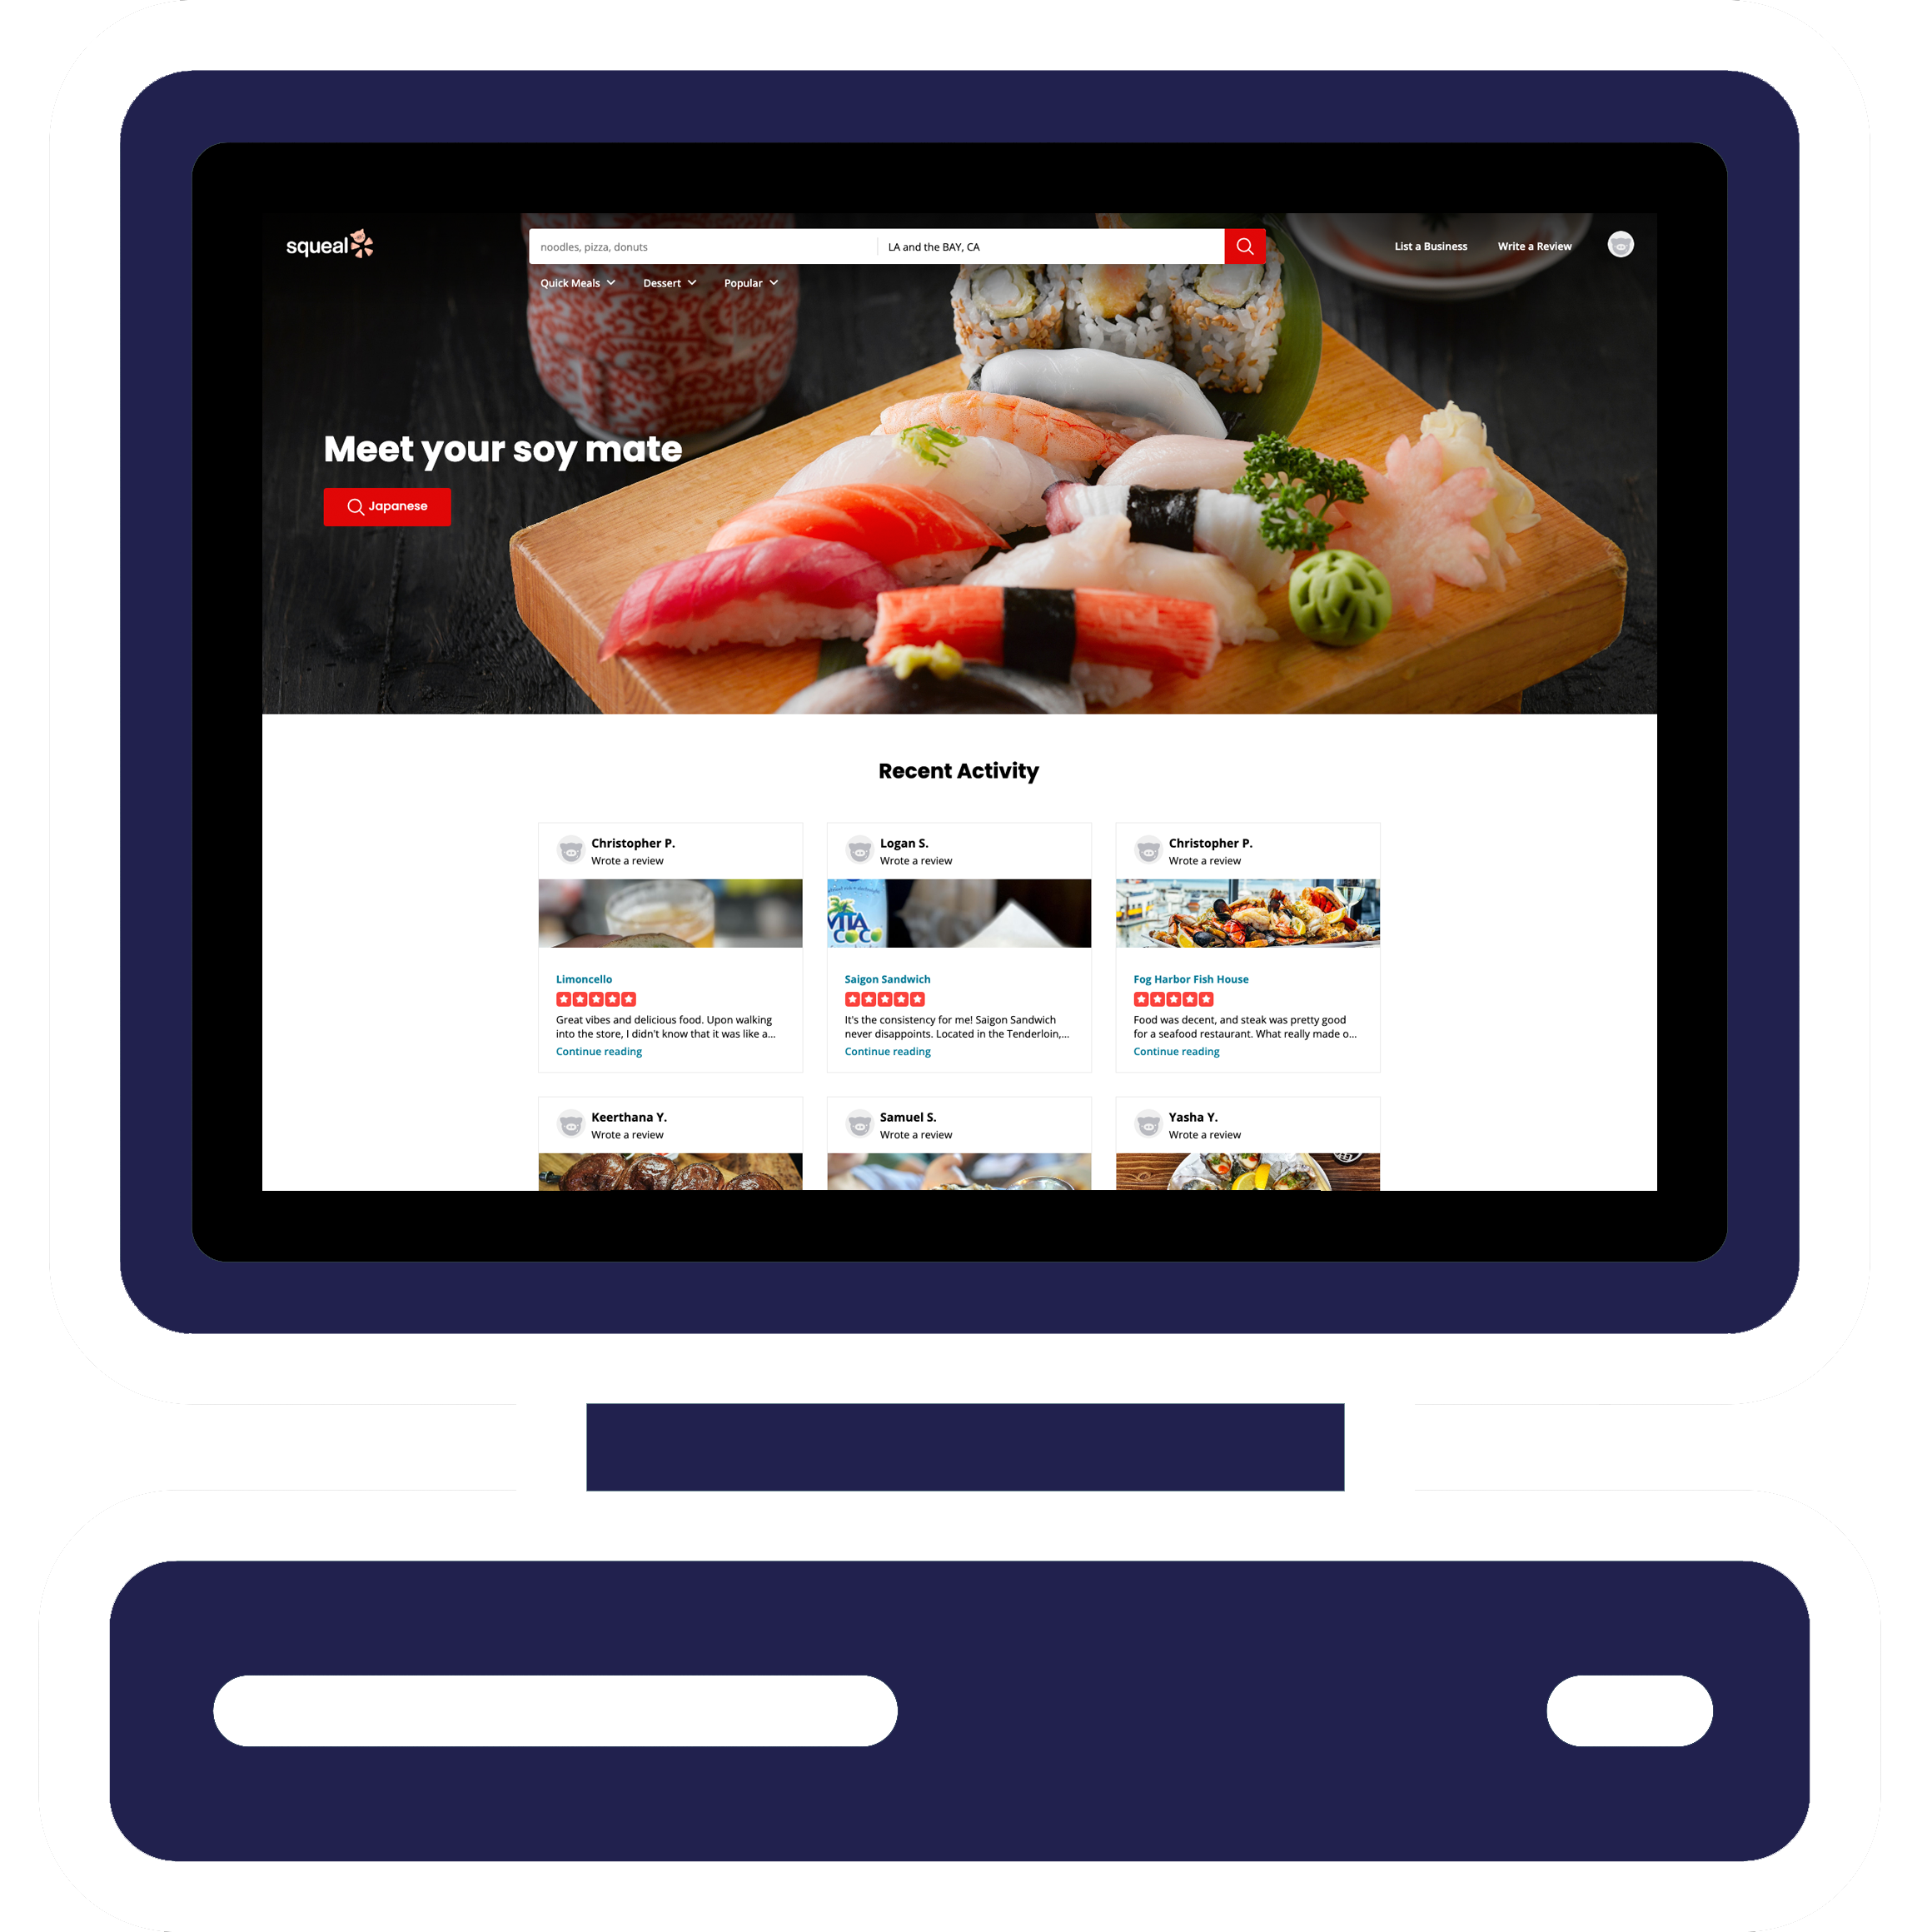 squeal
noodles, pizza, donuts
LA and the BAY, CA
List a Business
Write a Review
Quick Meals
Dessert
Popular
Meet your soy mate
Japanese
Recent Activity
Christopher P.
Wrote a review
VITA
COCO
Limoncello
Great vibes and delicious food. Upon walking
into the store, I didn't know that it was like a...
Continue reading
Logan S.
Wrote a review
Saigon Sandwich
It's the consistency for me! Saigon Sandwich
never disappoints. Located in the Tenderloin,...
Continue reading
Christopher P.
Wrote a review
Fog Harbor Fish House
Food was decent, and steak was pretty good
for a seafood restaurant. What really made o...
Continue reading
Keerthana Y.
Wrote a review
Samuel S.
Wrote a review
Yasha Y.
Wrote a review